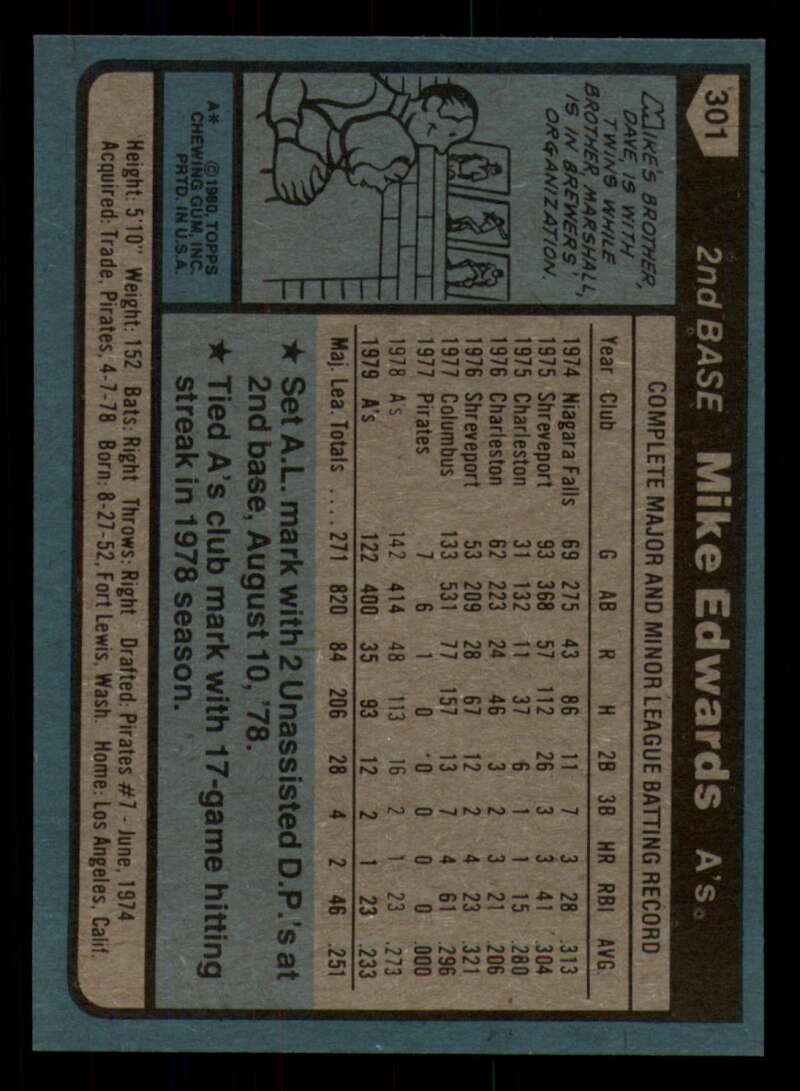 301
2nd BASE Mike Edwards A's
MIKE'S BROTHER,
DAVE, IS WITH
TWINS WHILE
BROTHER, MARSHALL,
IS IN BREWERS'
ORGANIZATION.
A* © 1980, TOPPS
CHEWING GUM, INC.
PRTD. IN U.S.A.
COMPLETE MAJOR AND MINOR LEAGUE BATTING RECORD
Year Club G AB R H 2B 3B HR RBI AVG.
1974 Niagara Falls 69 275 43 86 11 7 3 28 .313
1975 Shreveport 93 368 57 112 26 3 3 41 .304
1975 Charleston 31 132 11 37 6 1 1 15 .280
1976 Charleston 62 223 24 46 3 2 3 21 .206
1976 Shreveport 53 209 28 67 12 2 4 23 .321
1977 Columbus 133 531 77 157 13 7 4 61 .296
1977 Pirates 7 6 1 0 0 0 0 0 .000
1978 A's 142 414 48 113 16 2 1 23 .273
1979 A's 122 400 35 93 12 2 1 23 .233
Maj. Lea. Totals .... 271 820 84 206 28 4 2 46 .251
★ Set A.L. mark with 2 Unassisted D.P.'s at
2nd base, August 10, '78.
★ Tied A's club mark with 17-game hitting
streak in 1978 season.
Height: 5'10" Weight: 152 Bats: Right Throws: Right Drafted: Pirates #7 - June, 1974
Acquired: Trade, Pirates, 4-7-78 Born: 8-27-52, Fort Lewis, Wash. Home: Los Angeles, Calif.